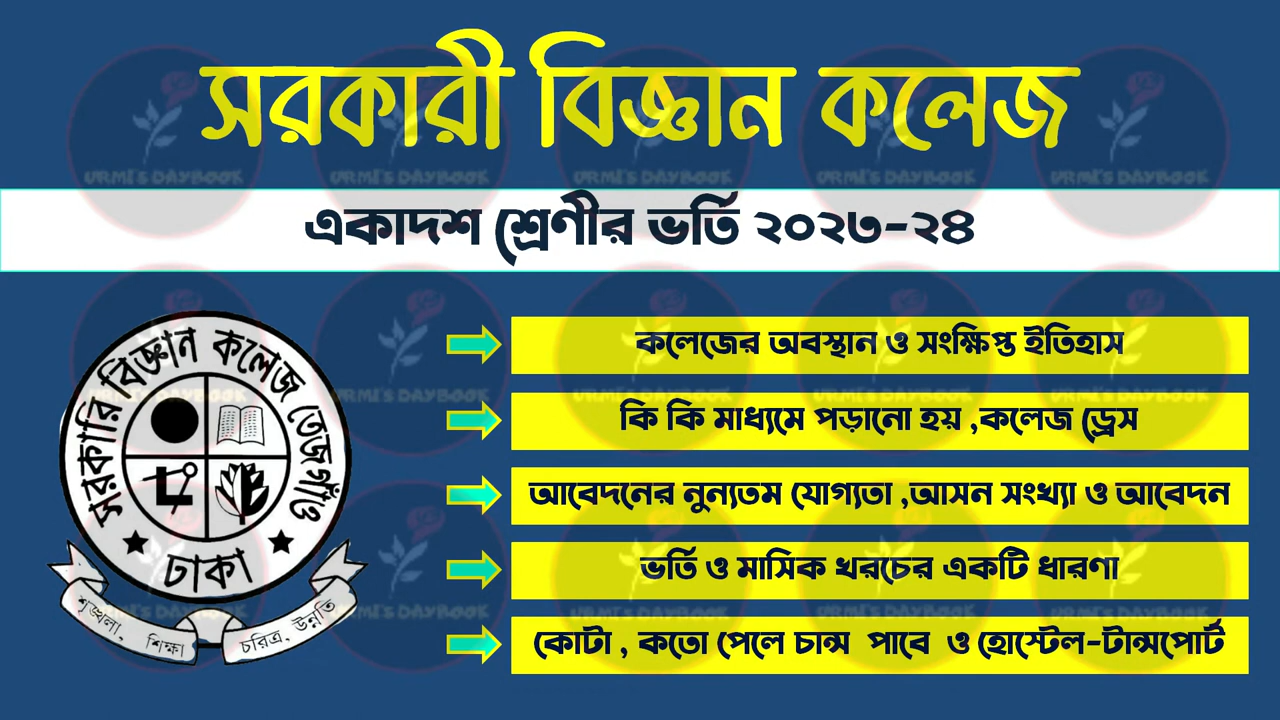 সরকারী বিজ্ঞান কলেজ
একাদশ শ্রেণীর ভর্তি ২০২৩-২৪
কলেজের অবস্থান ও সংক্ষিপ্ত ইতিহাস
কি কি মাধ্যমে পড়ানো হয় ,কলেজ ড্রেস
আবেদনের নুন্যতম যোগ্যতা ,আসন সংখ্যা ও আবেদন
ভর্তি ও মাসিক খরচের একটি ধারণা
কোটা , কতো পেলে চান্স পাবে ও হোস্টেল-টান্সপোর্ট
সরকারি বিজ্ঞান কলেজ তেজগাঁও
ঢাকা
শৃঙ্খলা, শিক্ষা চরিত্র, উন্নতি
URMI'S DAYBOOK